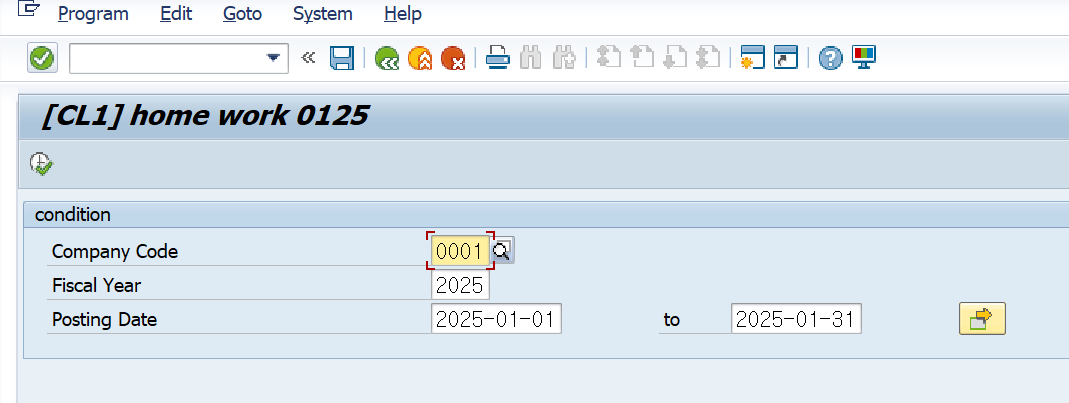 Program Edit Goto System Help
[CL1] home work 0125
condition
Company Code 0001
Fiscal Year 2025
Posting Date 2025-01-01 to 2025-01-31